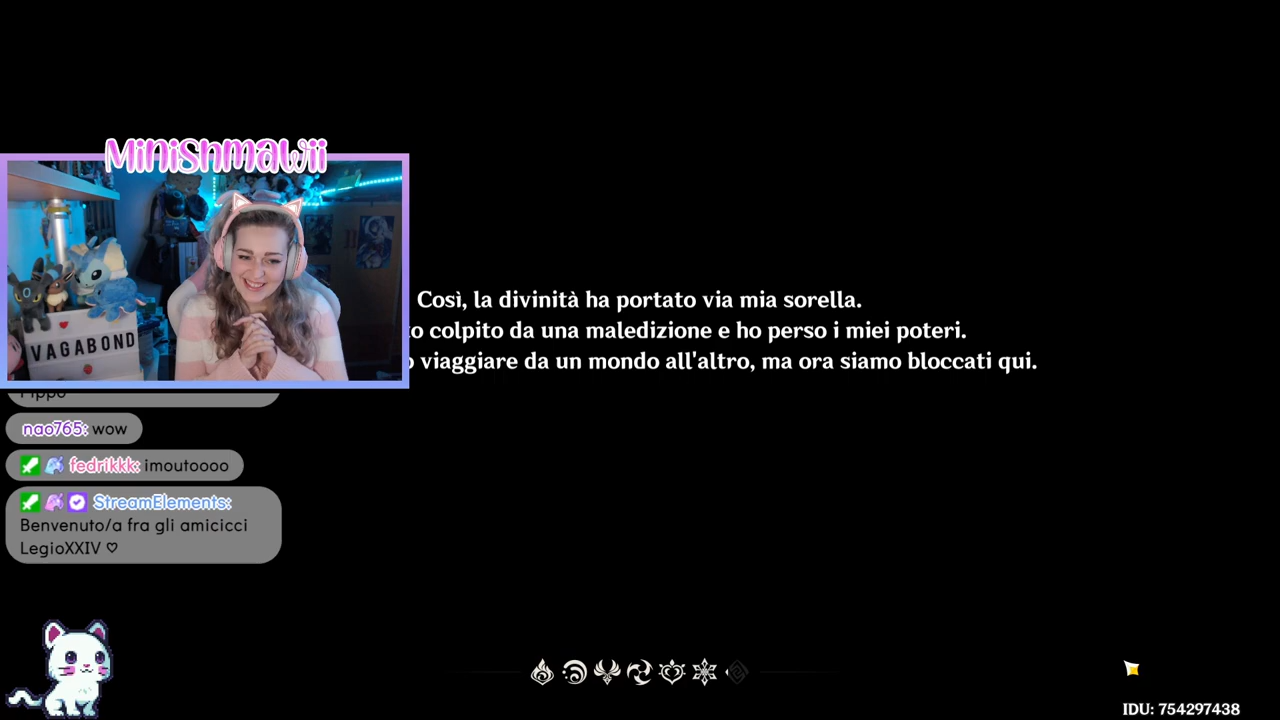 MiniShmawii
VAGABOND
Così, la divinità ha portato via mia sorella.
colpito da una maledizione e ho perso i miei poteri.
viaggiare da un mondo all'altro, ma ora siamo bloccati qui.
nao765: wow
fedrikkk: imoutoooo
StreamElements:
Benvenuto/a fra gli amicicci
LegioXXIV ♡
IDU: 754297438